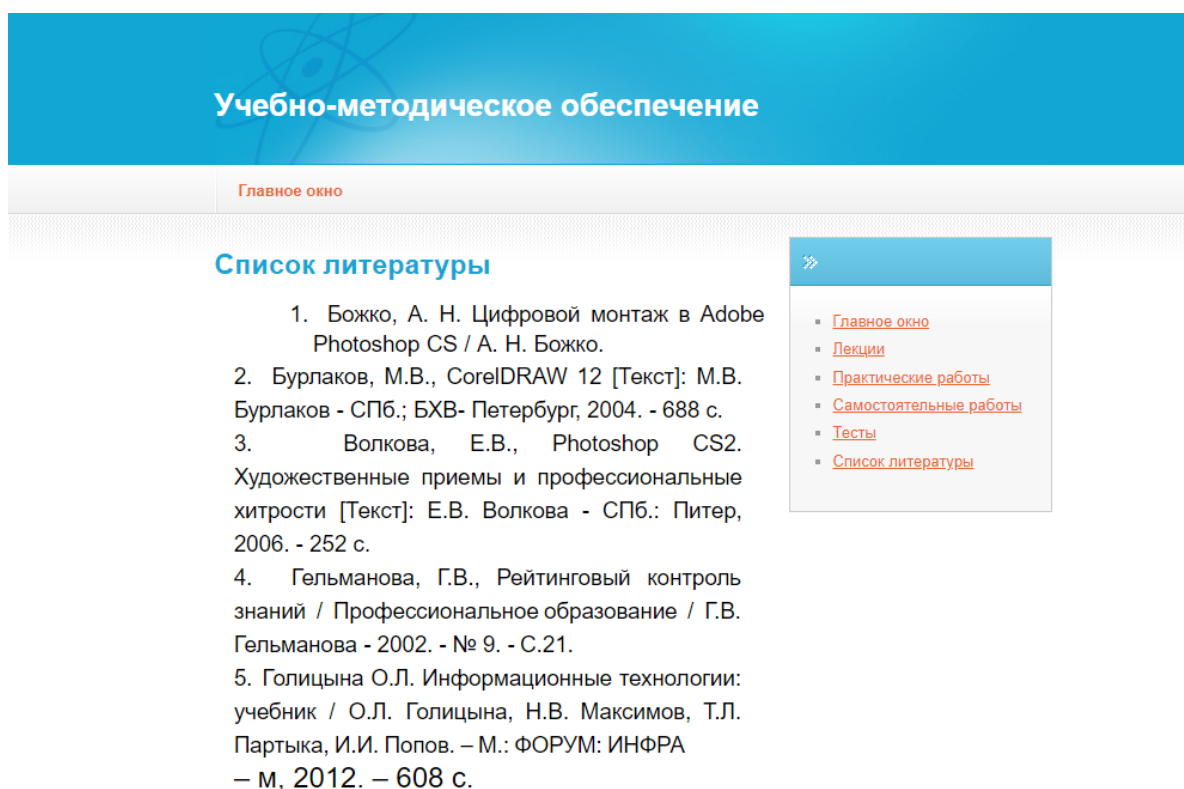 Учебно-методическое обеспечение
Главное окно
Список литературы
1. Божко, А. Н. Цифровой монтаж в Adobe
Photoshop CS / А. Н. Божко.
2. Бурлаков, М.В., CorelDRAW 12 [Текст]: М.В.
Бурлаков - СПб.; БХВ- Петербург, 2004. - 688 с.
3. Волкова, Е.В., Photoshop CS2.
Художественные приемы и профессиональные
хитрости [Текст]: Е.В. Волкова - СПб.: Питер,
2006. - 252 с.
4. Гельманова, Г.В., Рейтинговый контроль
знаний / Профессиональное образование / Г.В.
Гельманова - 2002. - № 9. - С.21.
5. Голицына О.Л. Информационные технологии:
учебник / О.Л. Голицына, Н.В. Максимов, Т.Л.
Партыка, И.И. Попов. – М.: ФОРУМ: ИНФРА
– м, 2012. – 608 с.
Главное окно
Лекции
Практические работы
Самостоятельные работы
Тесты
Список литературы